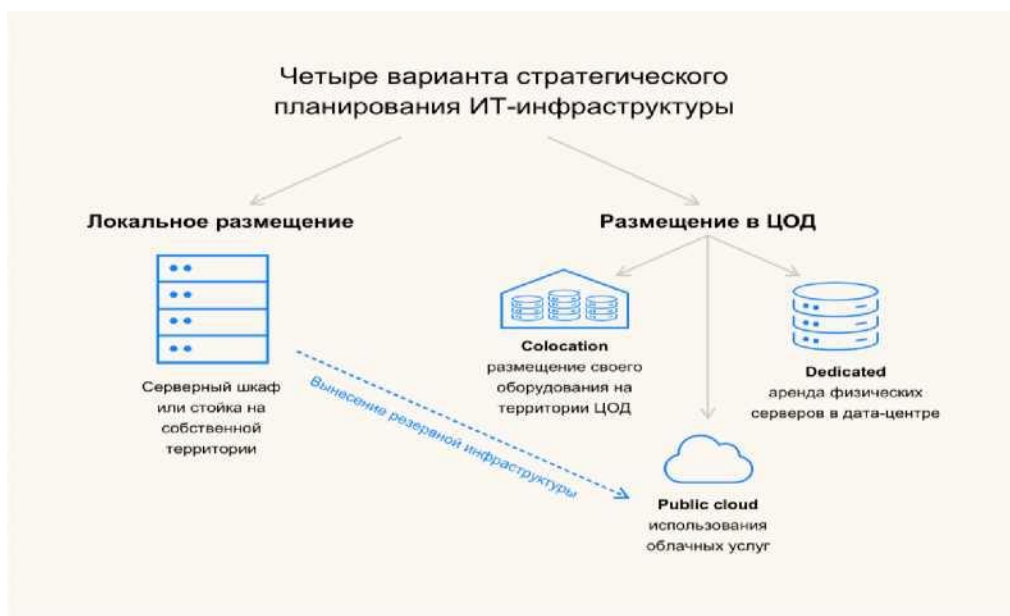 Четыре варианта стратегического
планирования ИТ-инфраструктуры
Локальное размещение
Серверный шкаф
или стойка на
собственной
территории
Вынесение резервной инфраструктуры
Размещение в ЦОД
Colocation
размещение своего
оборудования на
территории ЦОД
Dedicated
аренда физических
серверов в дата-центре
Public cloud
использования
облачных услуг